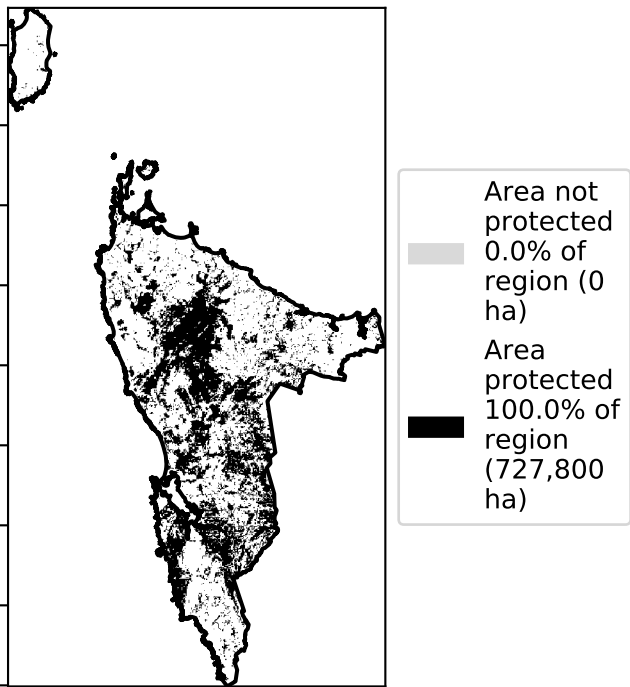 Area not
protected
0.0% of
region (0
ha)
Area
protected
100.0% of
region
(727,800
ha)